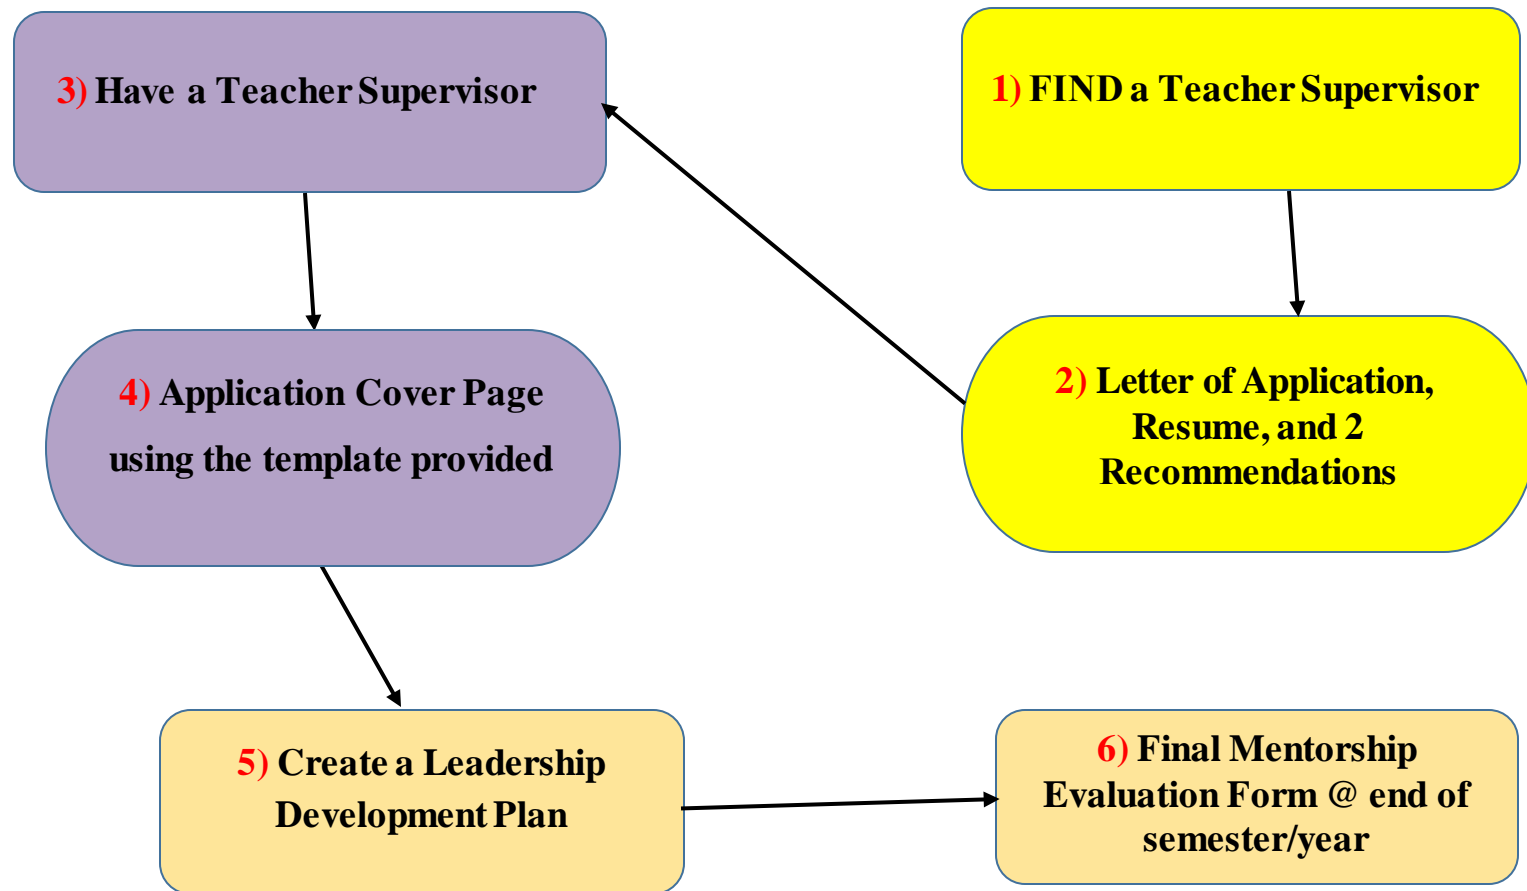 1) FIND a Teacher Supervisor
2) Letter of Application,
Resume, and 2
Recommendations
3) Have a Teacher Supervisor
4) Application Cover Page
using the template provided
5) Create a Leadership
Development Plan
6) Final Mentorship
Evaluation Form @ end of
semester/year